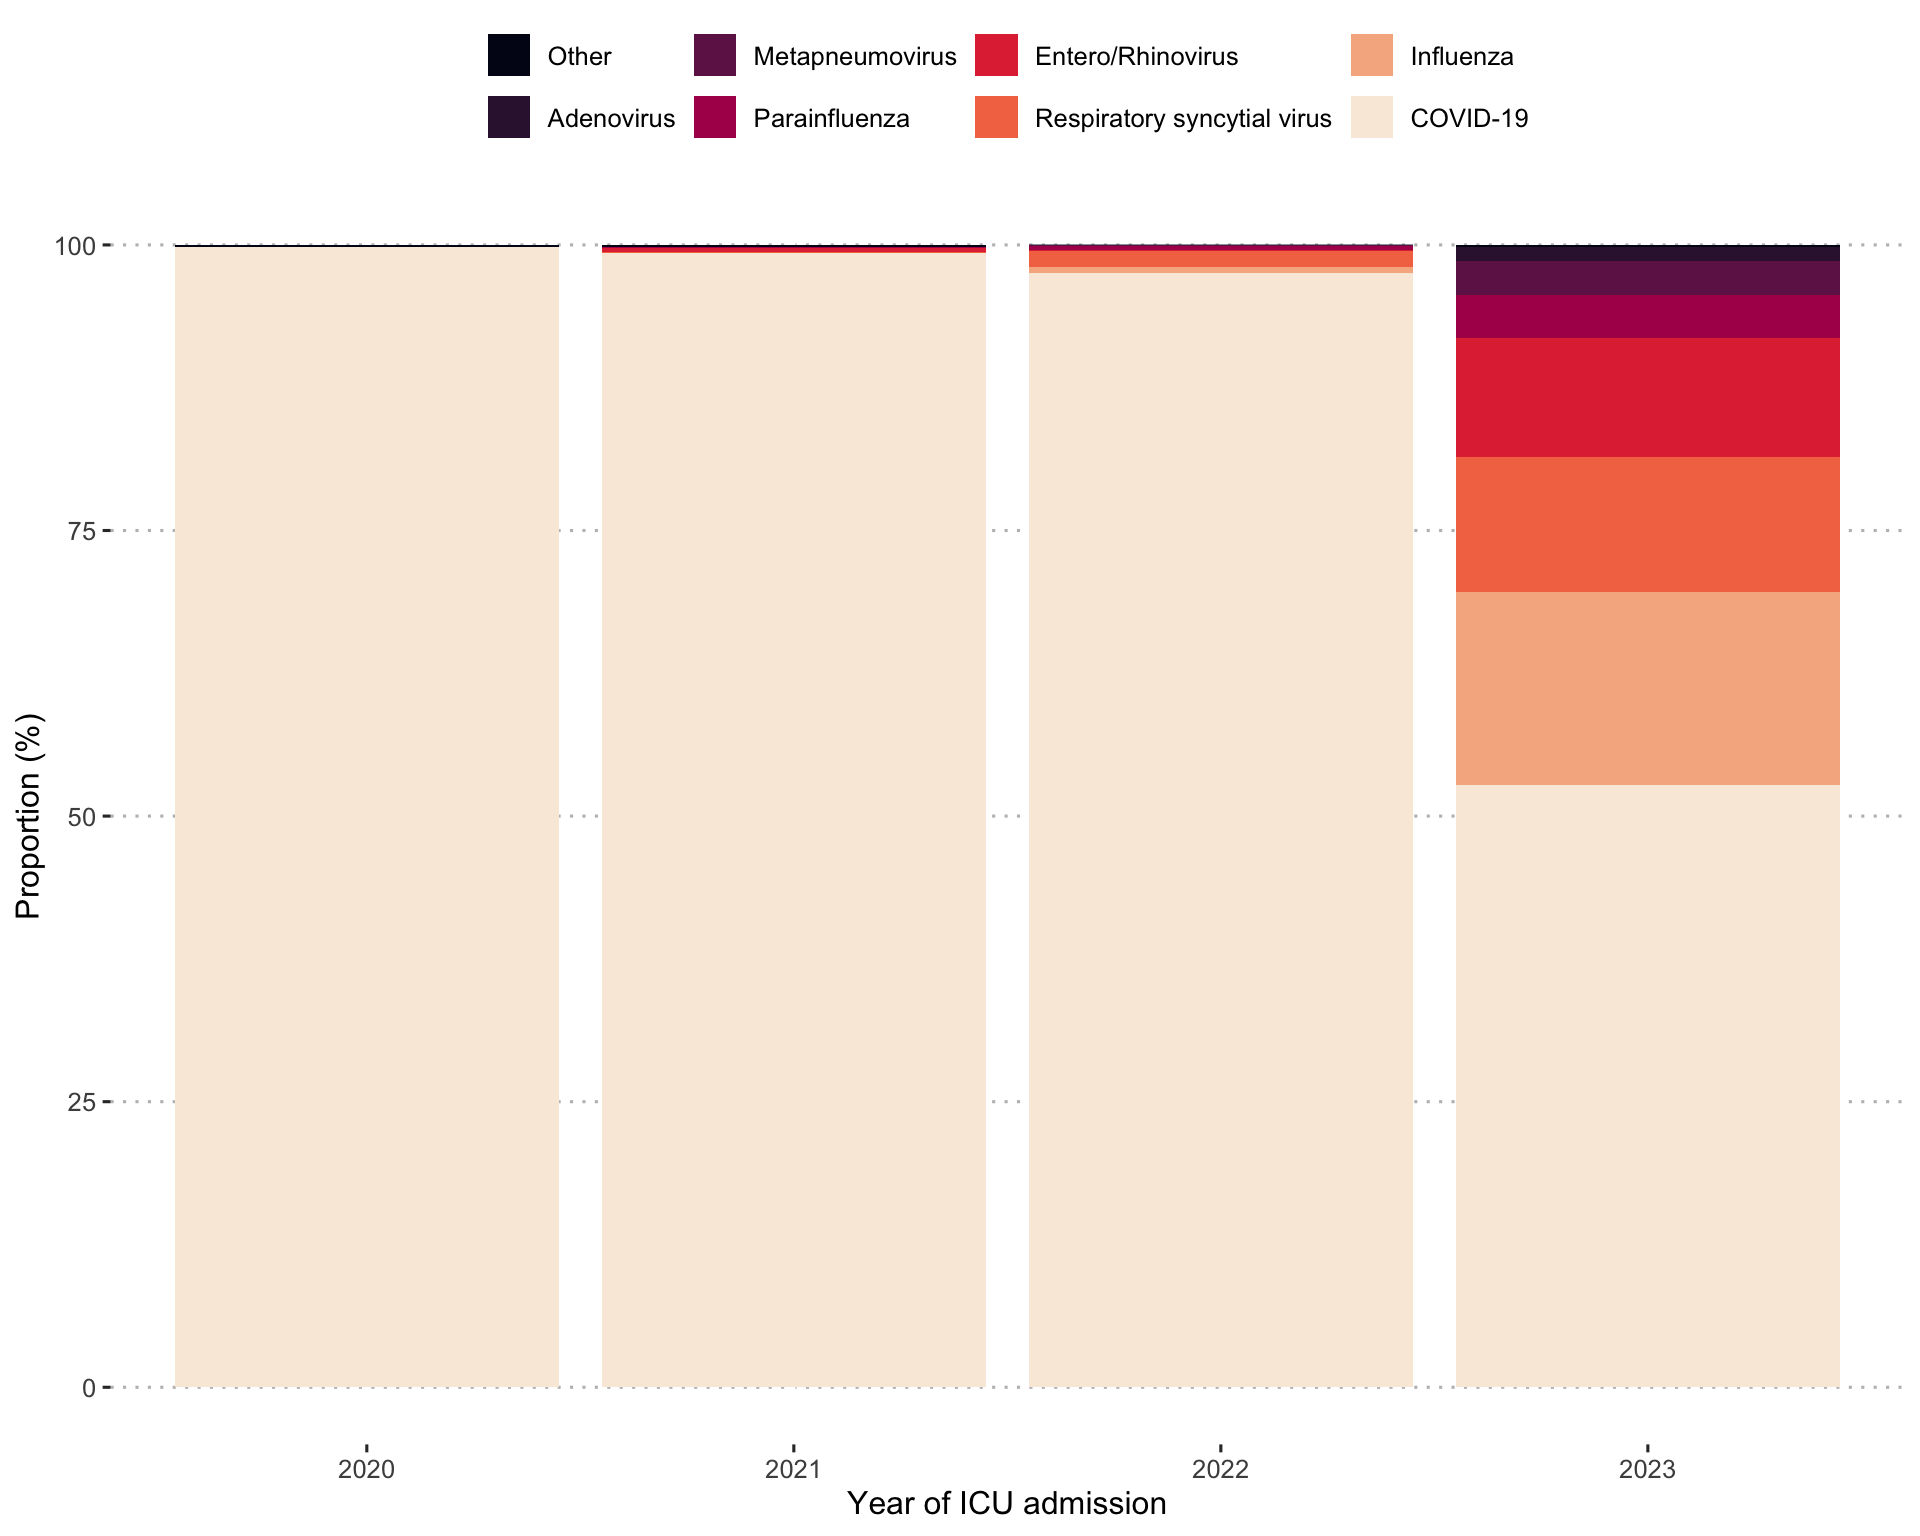 Other Metapneumovirus Entero/Rhinovirus Influenza
Adenovirus Parainfluenza Respiratory syncytial virus COVID-19
100
75
50
25
0
Proportion (%)
2020 2021 2022 2023
Year of ICU admission